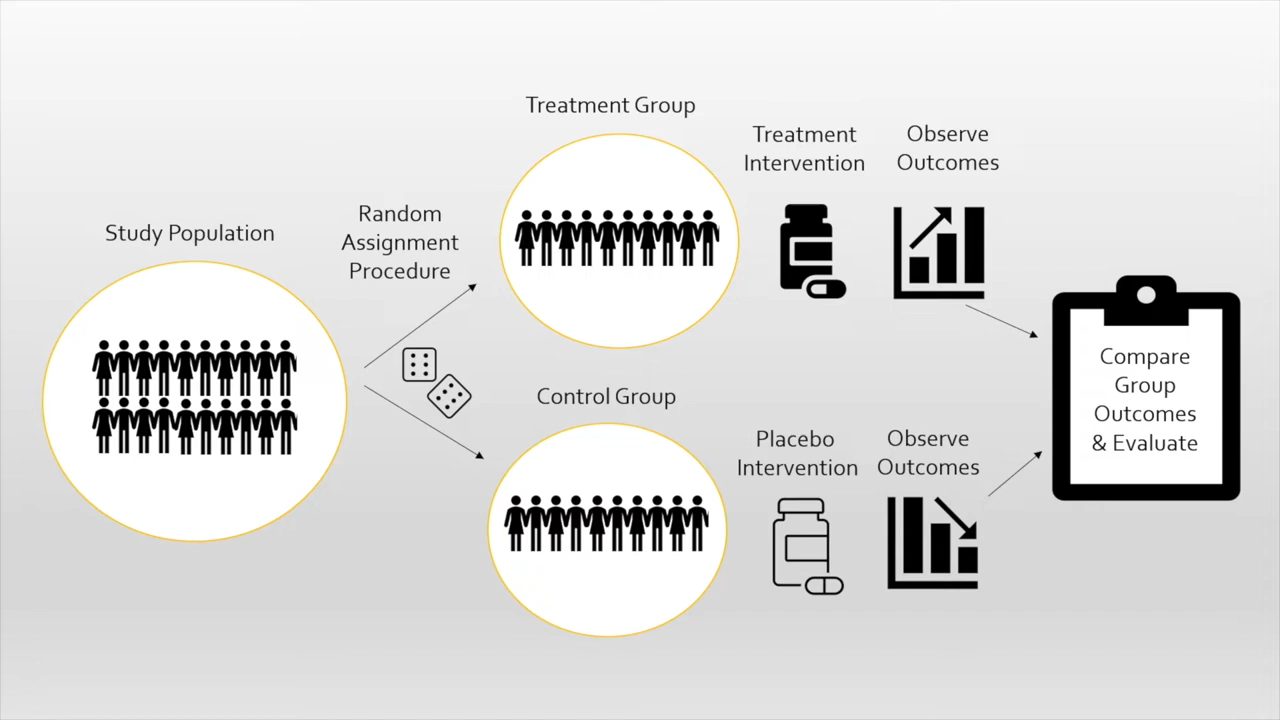 Study Population
Random
Assignment
Procedure
Treatment Group
Treatment
Intervention
Observe
Outcomes
Control Group
Placebo
Intervention
Observe
Outcomes
Compare
Group
Outcomes
& Evaluate